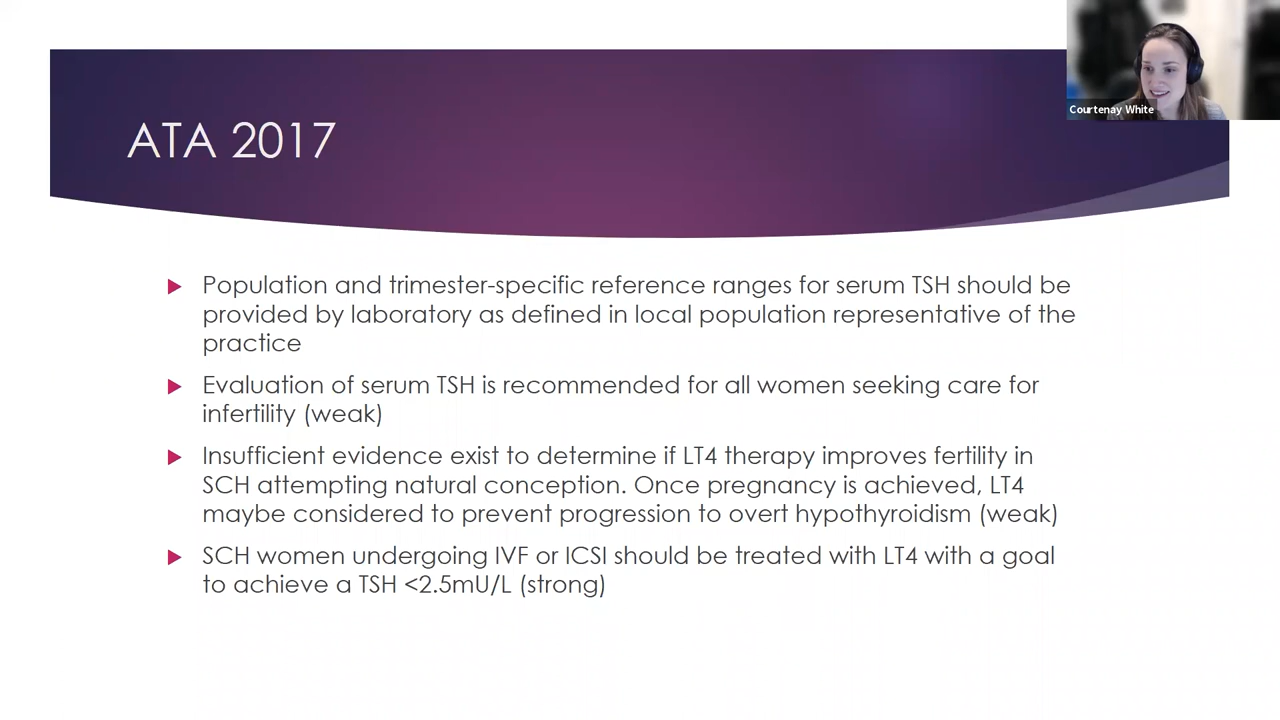 Courtenay White
ATA 2017
Population and trimester-specific reference ranges for serum TSH should be
provided by laboratory as defined in local population representative of the
practice
Evaluation of serum TSH is recommended for all women seeking care for
infertility (weak)
Insufficient evidence exist to determine if LT4 therapy improves fertility in
SCH attempting natural conception. Once pregnancy is achieved, LT4
maybe considered to prevent progression to overt hypothyroidism (weak)
SCH women undergoing IVF or ICSI should be treated with LT4 with a goal
to achieve a TSH <2.5mU/L (strong)